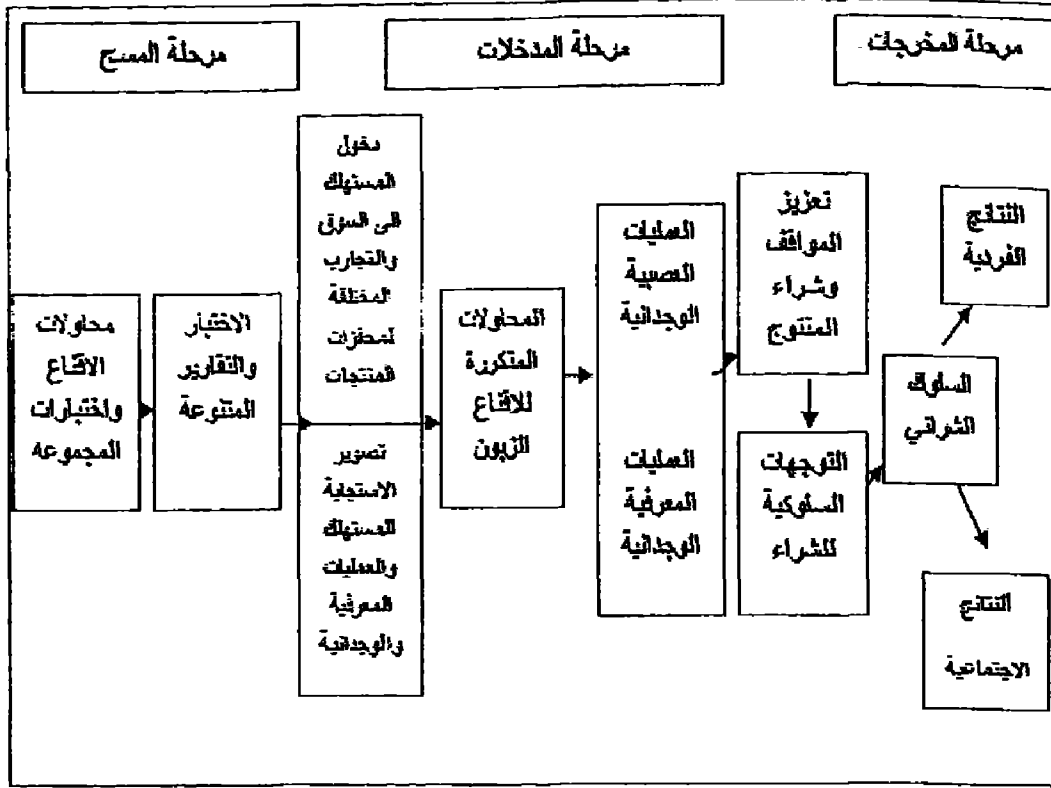 مرحلة المسح
مرحلة المدخلات
مرحلة المخرجات
محاولات
الاقناع
واختبارات
المجموعه
الاختبار
والتقارير
المتنوعة
دخول
المستهلك
الى السوق
والتجارب
المختلفة
لمحفزات
المنتجات
تصوير
الاستجابة
للمستهلك
والعمليات
المعرفية
والوجدانية
المحاولات
المتكررة
للاقناع
الزبون
العمليات
العصبية
الوجدانية
العمليات
المعرفية
الوجدانية
تعزيز
المواقف
وشراء
المنتوج
التوجهات
السلوكية
للشراء
السلوك
الشرائي
النتائج
الفردية
النتائج
الاجتماعية